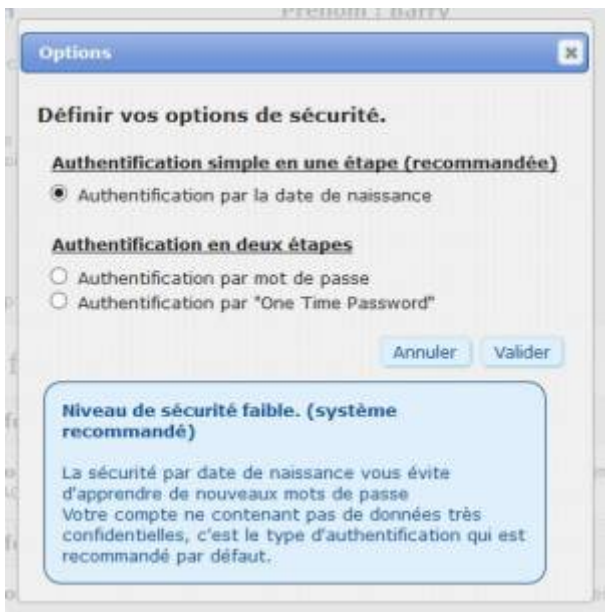 Prénom : Barry
Options
Définir vos options de sécurité.
Authentification simple en une étape (recommandée)
Authentification par la date de naissance
Authentification en deux étapes
Authentification par mot de passe
Authentification par "One Time Password"
Annuler Valider
Niveau de sécurité faible. (système
recommandé)
La sécurité par date de naissance vous évite
d'apprendre de nouveaux mots de passe
Votre compte ne contenant pas de données très
confidentielles, c'est le type d'authentification qui est
recommandé par défaut.